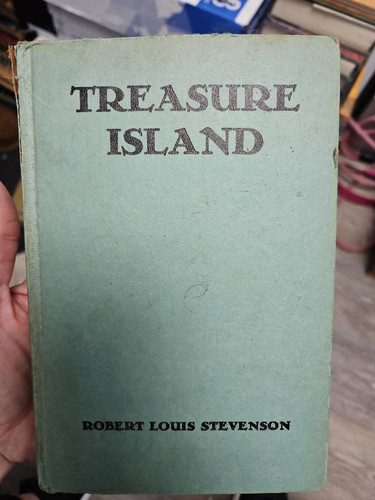 TREASURE
ISLAND
ROBERT LOUIS STEVENSON